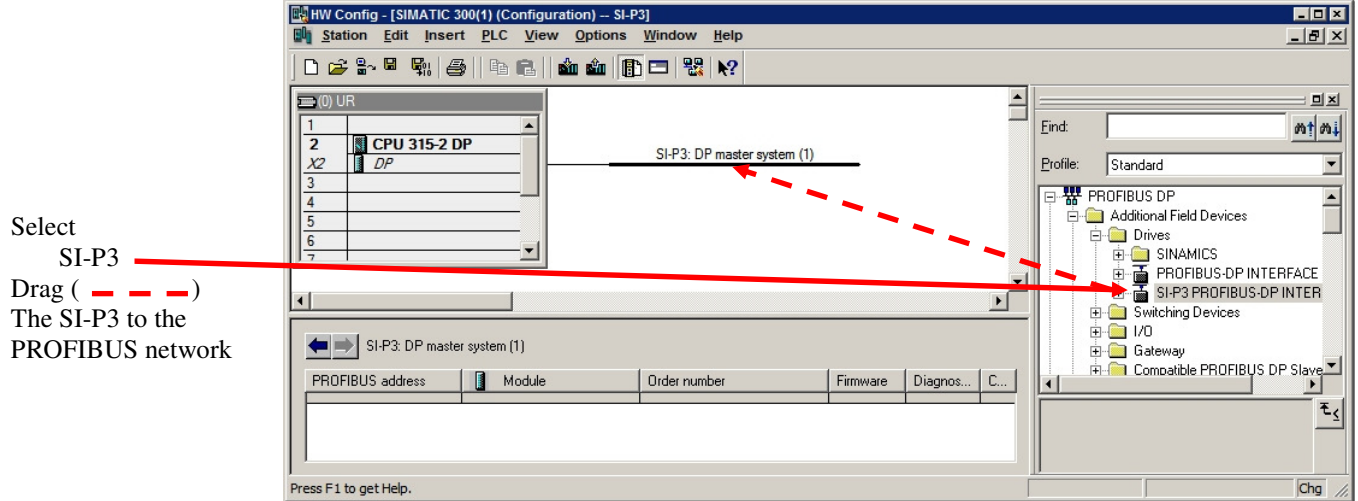 HW Config - [SIMATIC 300(1) (Configuration) -- SI-P3]
Station Edit Insert PLC View Options Window Help
(0) UR
1
2 CPU 315-2 DP
X2 DP
3
4
5
6
7
SI-P3: DP master system (1)
Find:
Profile: Standard
PROFIBUS DP
Additional Field Devices
Drives
SINAMICS
PROFIBUS-DP INTERFACE
SI-P3 PROFIBUS-DP INTER
Switching Devices
I/O
Gateway
Compatible PROFIBUS DP Slave
Select
SI-P3
Drag ( )
The SI-P3 to the
PROFIBUS network
SI-P3: DP master system (1)
PROFIBUS address Module Order number Firmware Diagnos... C...
Press F1 to get Help.
Chg